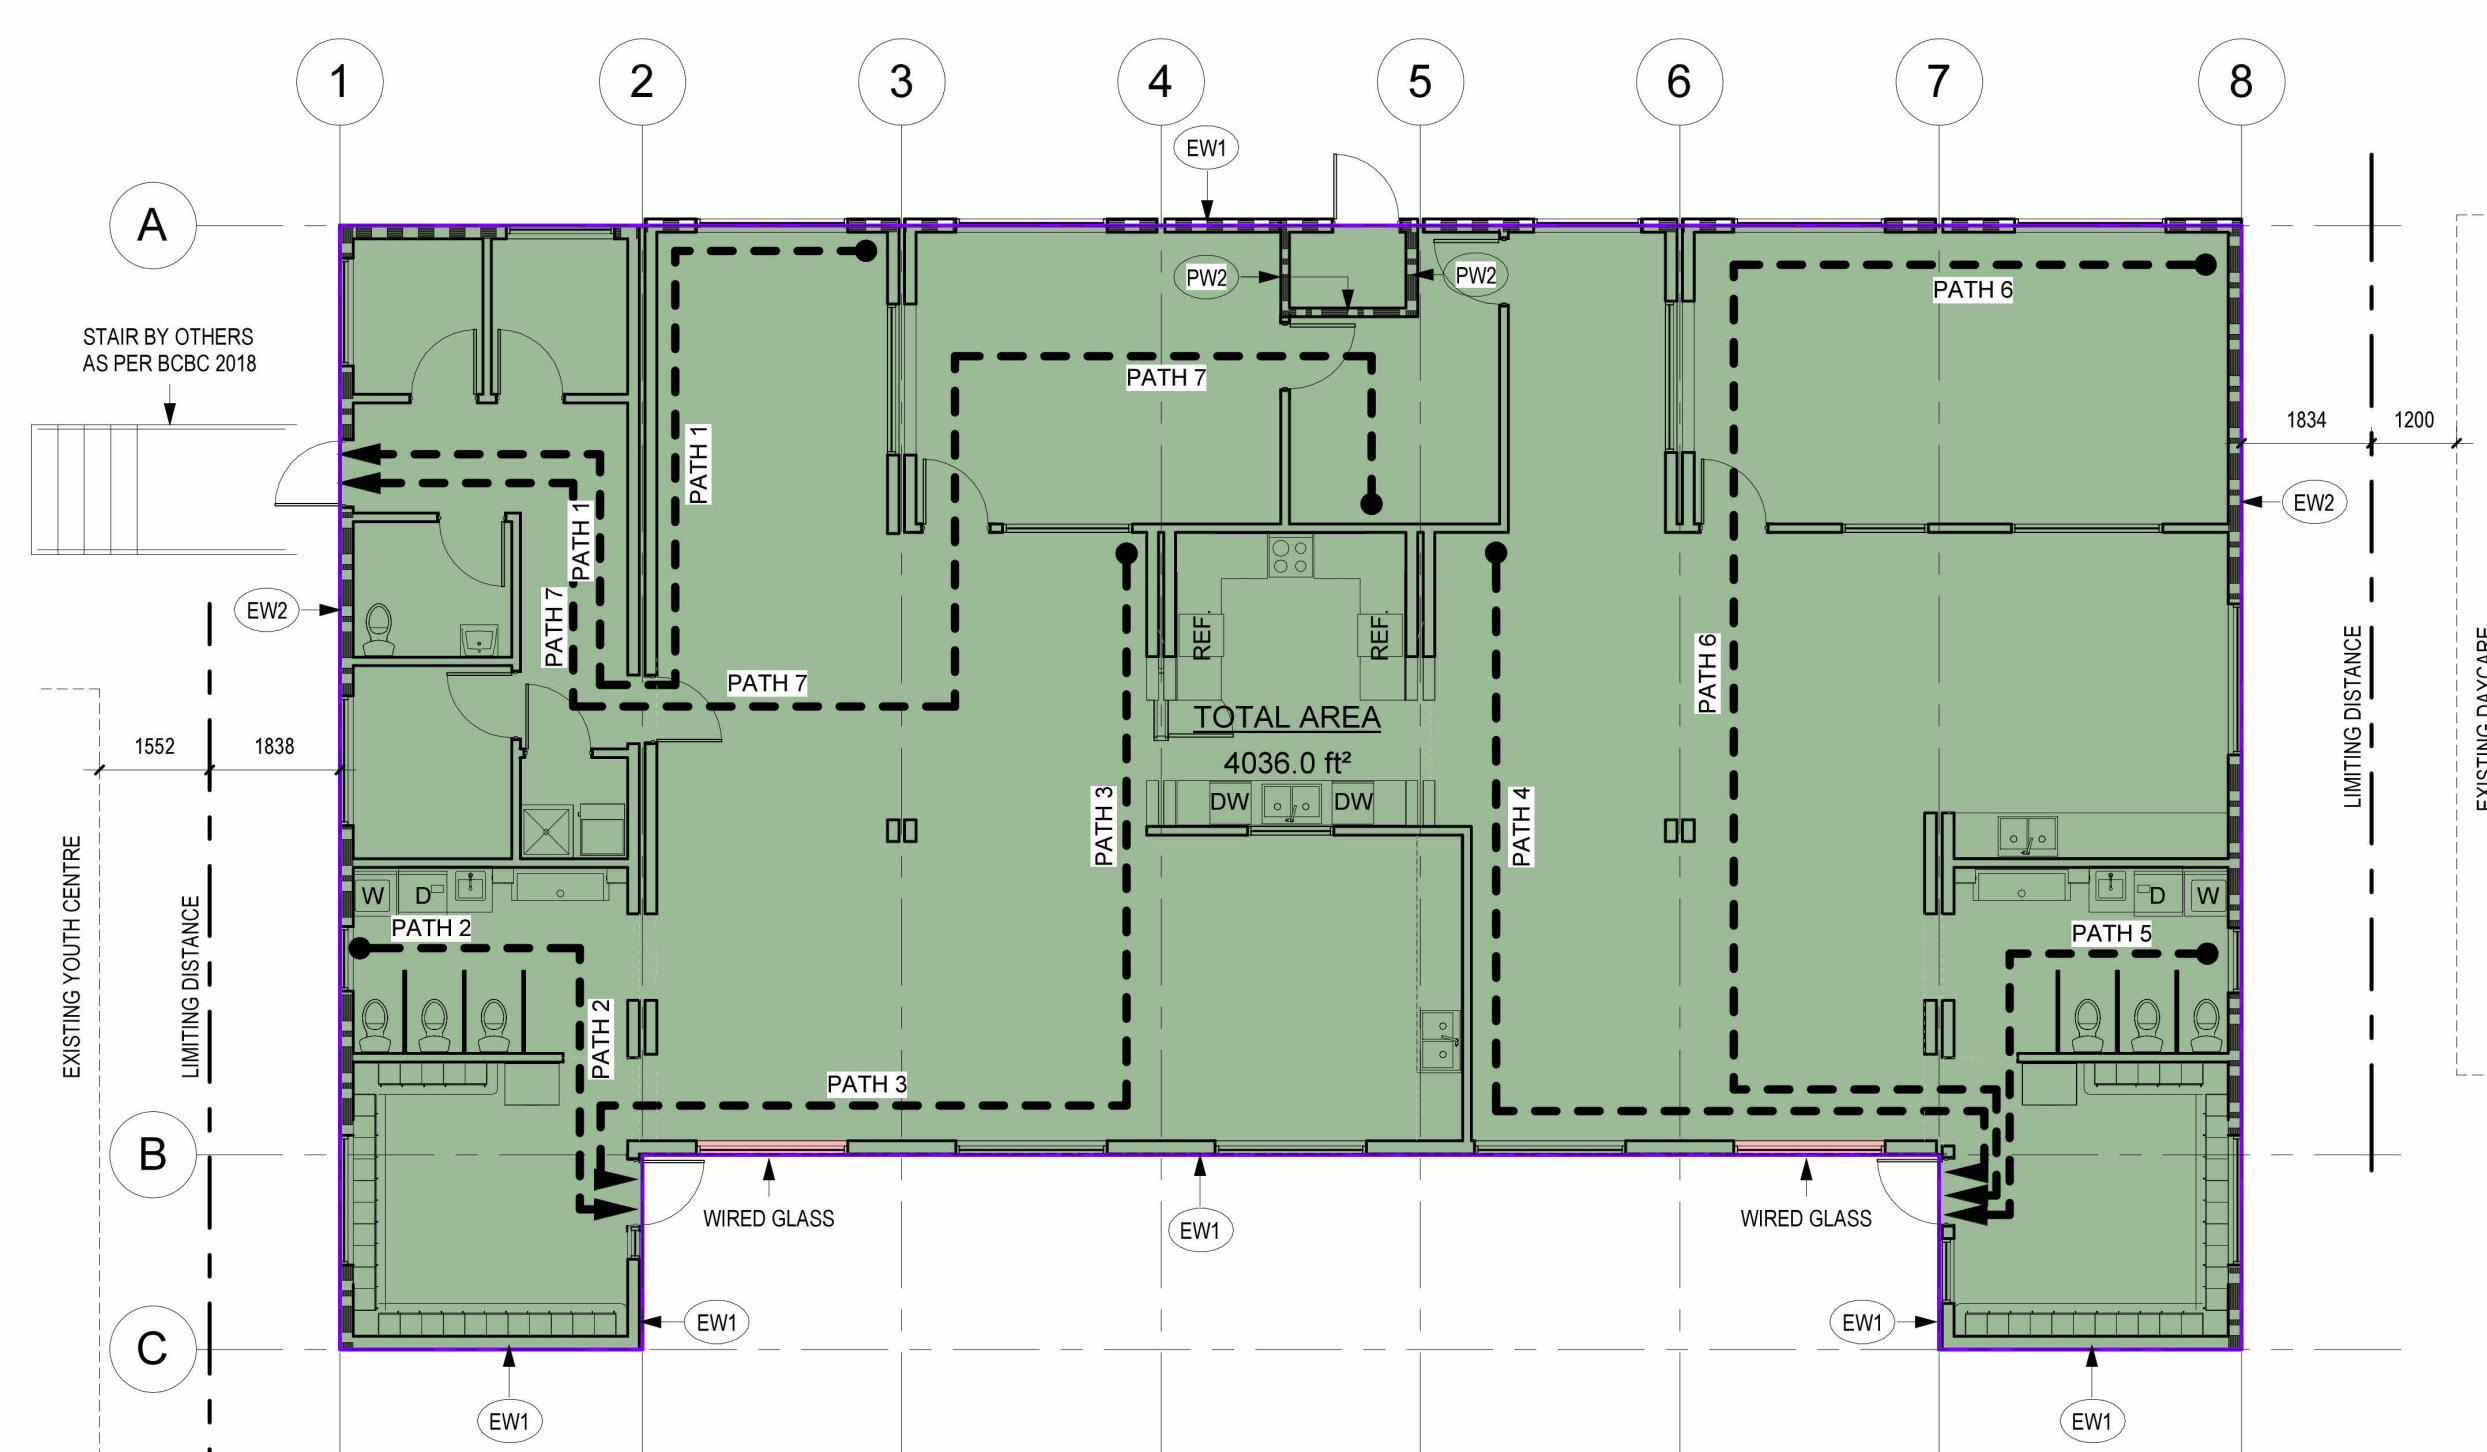 1
2
3
4
5
6
7
8
A
B
C
EW1
PW2
PW2
PATH 6
STAIR BY OTHERS
AS PER BCBC 2018
PATH 7
PATH 1
1834
1200
EW2
PATH 1
EW2
PATH 7
REF.
REF.
PATH 6
PATH 7
TOTAL AREA
4036.0 ft²
LIMITING DISTANCE
EXISTING DAYCARE
1552
1838
DW
DW
PATH 3
PATH 4
W
D
D
W
PATH 2
PATH 5
EXISTING YOUTH CENTRE
LIMITING DISTANCE
PATH 2
PATH 3
WIRED GLASS
EW1
WIRED GLASS
EW1
EW1
EW1
EW1